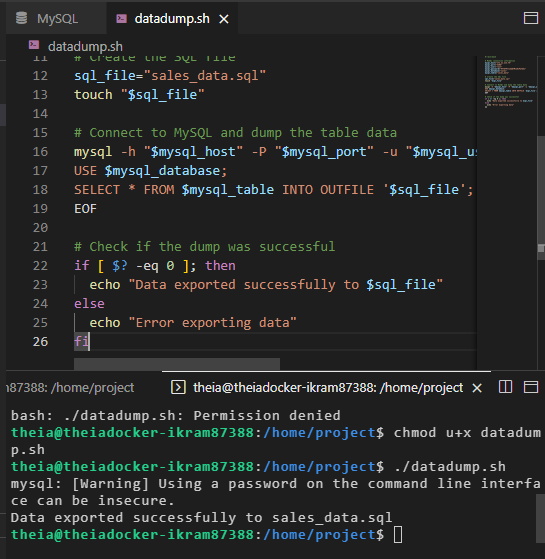 MySQL
datadump.sh
datadump.sh
11 # Create the SQL file
12 sql_file="sales_data.sql"
13 touch "$sql_file"
14
15 # Connect to MySQL and dump the table data
16 mysql -h "$mysql_host" -P "$mysql_port" -u "$mysql_us
17 USE $mysql_database;
18 SELECT * FROM $mysql_table INTO OUTFILE '$sql_file';
19 EOF
20
21 # Check if the dump was successful
22 if [ $? -eq 0 ]; then
23 echo "Data exported successfully to $sql_file"
24 else
25 echo "Error exporting data"
26 fi
r87388: /home/project
theia@theiadocker-ikram87388: /home/project
bash: ./datadump.sh: Permission denied
theia@theiadocker-ikram87388:/home/project$ chmod u+x datadum
p.sh
theia@theiadocker-ikram87388:/home/project$ ./datadump.sh
mysql: [Warning] Using a password on the command line interfa
ce can be insecure.
Data exported successfully to sales_data.sql
theia@theiadocker-ikram87388:/home/project$